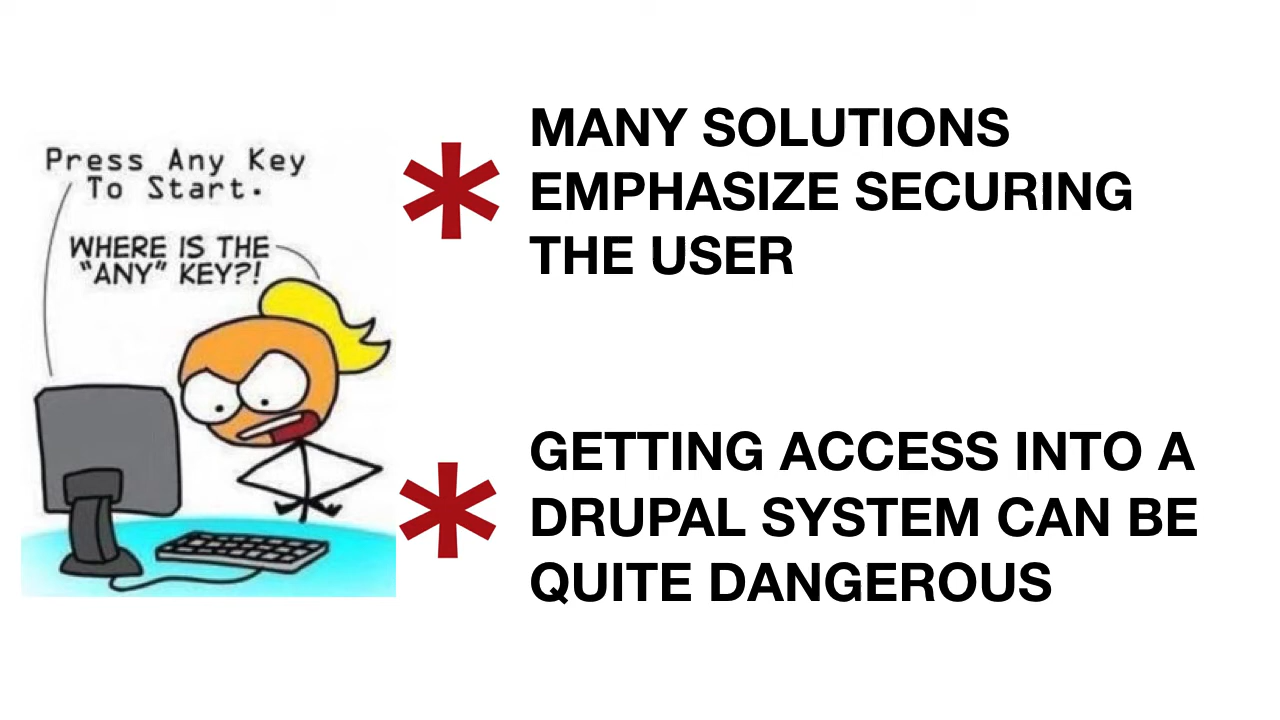 Press Any Key
To Start.
WHERE IS THE
“ANY” KEY?!
* MANY SOLUTIONS
EMPHASIZE SECURING
THE USER
* GETTING ACCESS INTO A
DRUPAL SYSTEM CAN BE
QUITE DANGEROUS